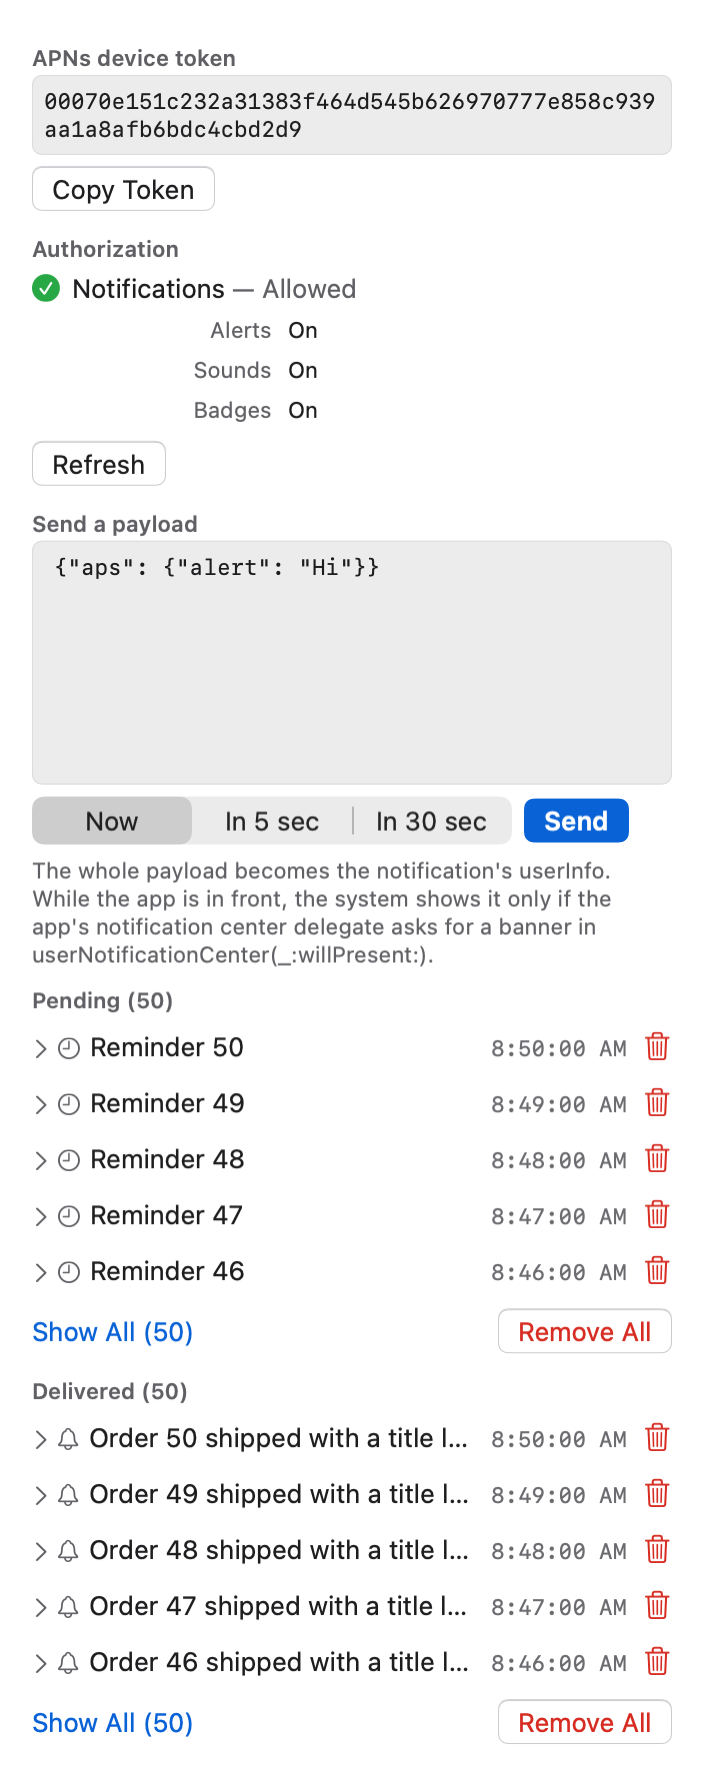 APNs device token
00070e151c232a31383f464d545b626970777e858c939
aa1a8afb6bdc4cbd2d9
Copy Token
Authorization
Notifications — Allowed
Alerts On
Sounds On
Badges On
Refresh
Send a payload
{"aps": {"alert": "Hi"}}
Now In 5 sec In 30 sec Send
The whole payload becomes the notification's userInfo.
While the app is in front, the system shows it only if the
app's notification center delegate asks for a banner in
userNotificationCenter(_:willPresent:).
Pending (50)
Reminder 50 8:50:00 AM
Reminder 49 8:49:00 AM
Reminder 48 8:48:00 AM
Reminder 47 8:47:00 AM
Reminder 46 8:46:00 AM
Show All (50) Remove All
Delivered (50)
Order 50 shipped with a title l... 8:50:00 AM
Order 49 shipped with a title l... 8:49:00 AM
Order 48 shipped with a title l... 8:48:00 AM
Order 47 shipped with a title l... 8:47:00 AM
Order 46 shipped with a title l... 8:46:00 AM
Show All (50) Remove All